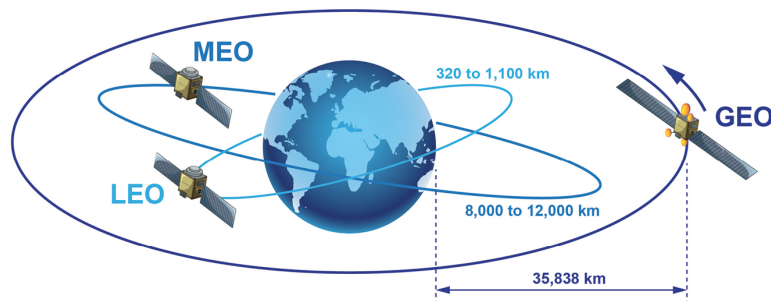 MEO
320 to 1,100 km
GEO
LEO
8,000 to 12,000 km
35,838 km